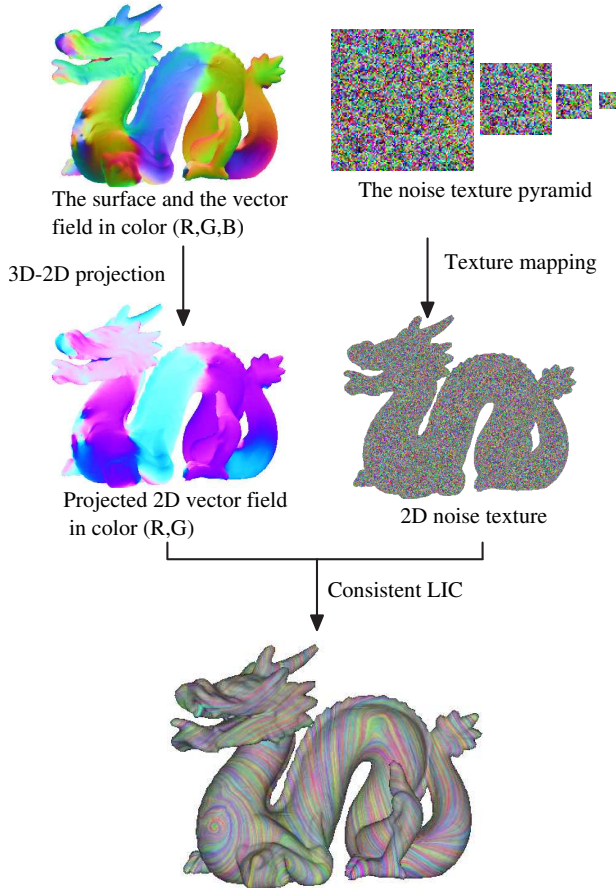 The surface and the vector
field in color (R,G,B)
The noise texture pyramid
3D-2D projection
Texture mapping
Projected 2D vector field
in color (R,G)
2D noise texture
Consistent LIC